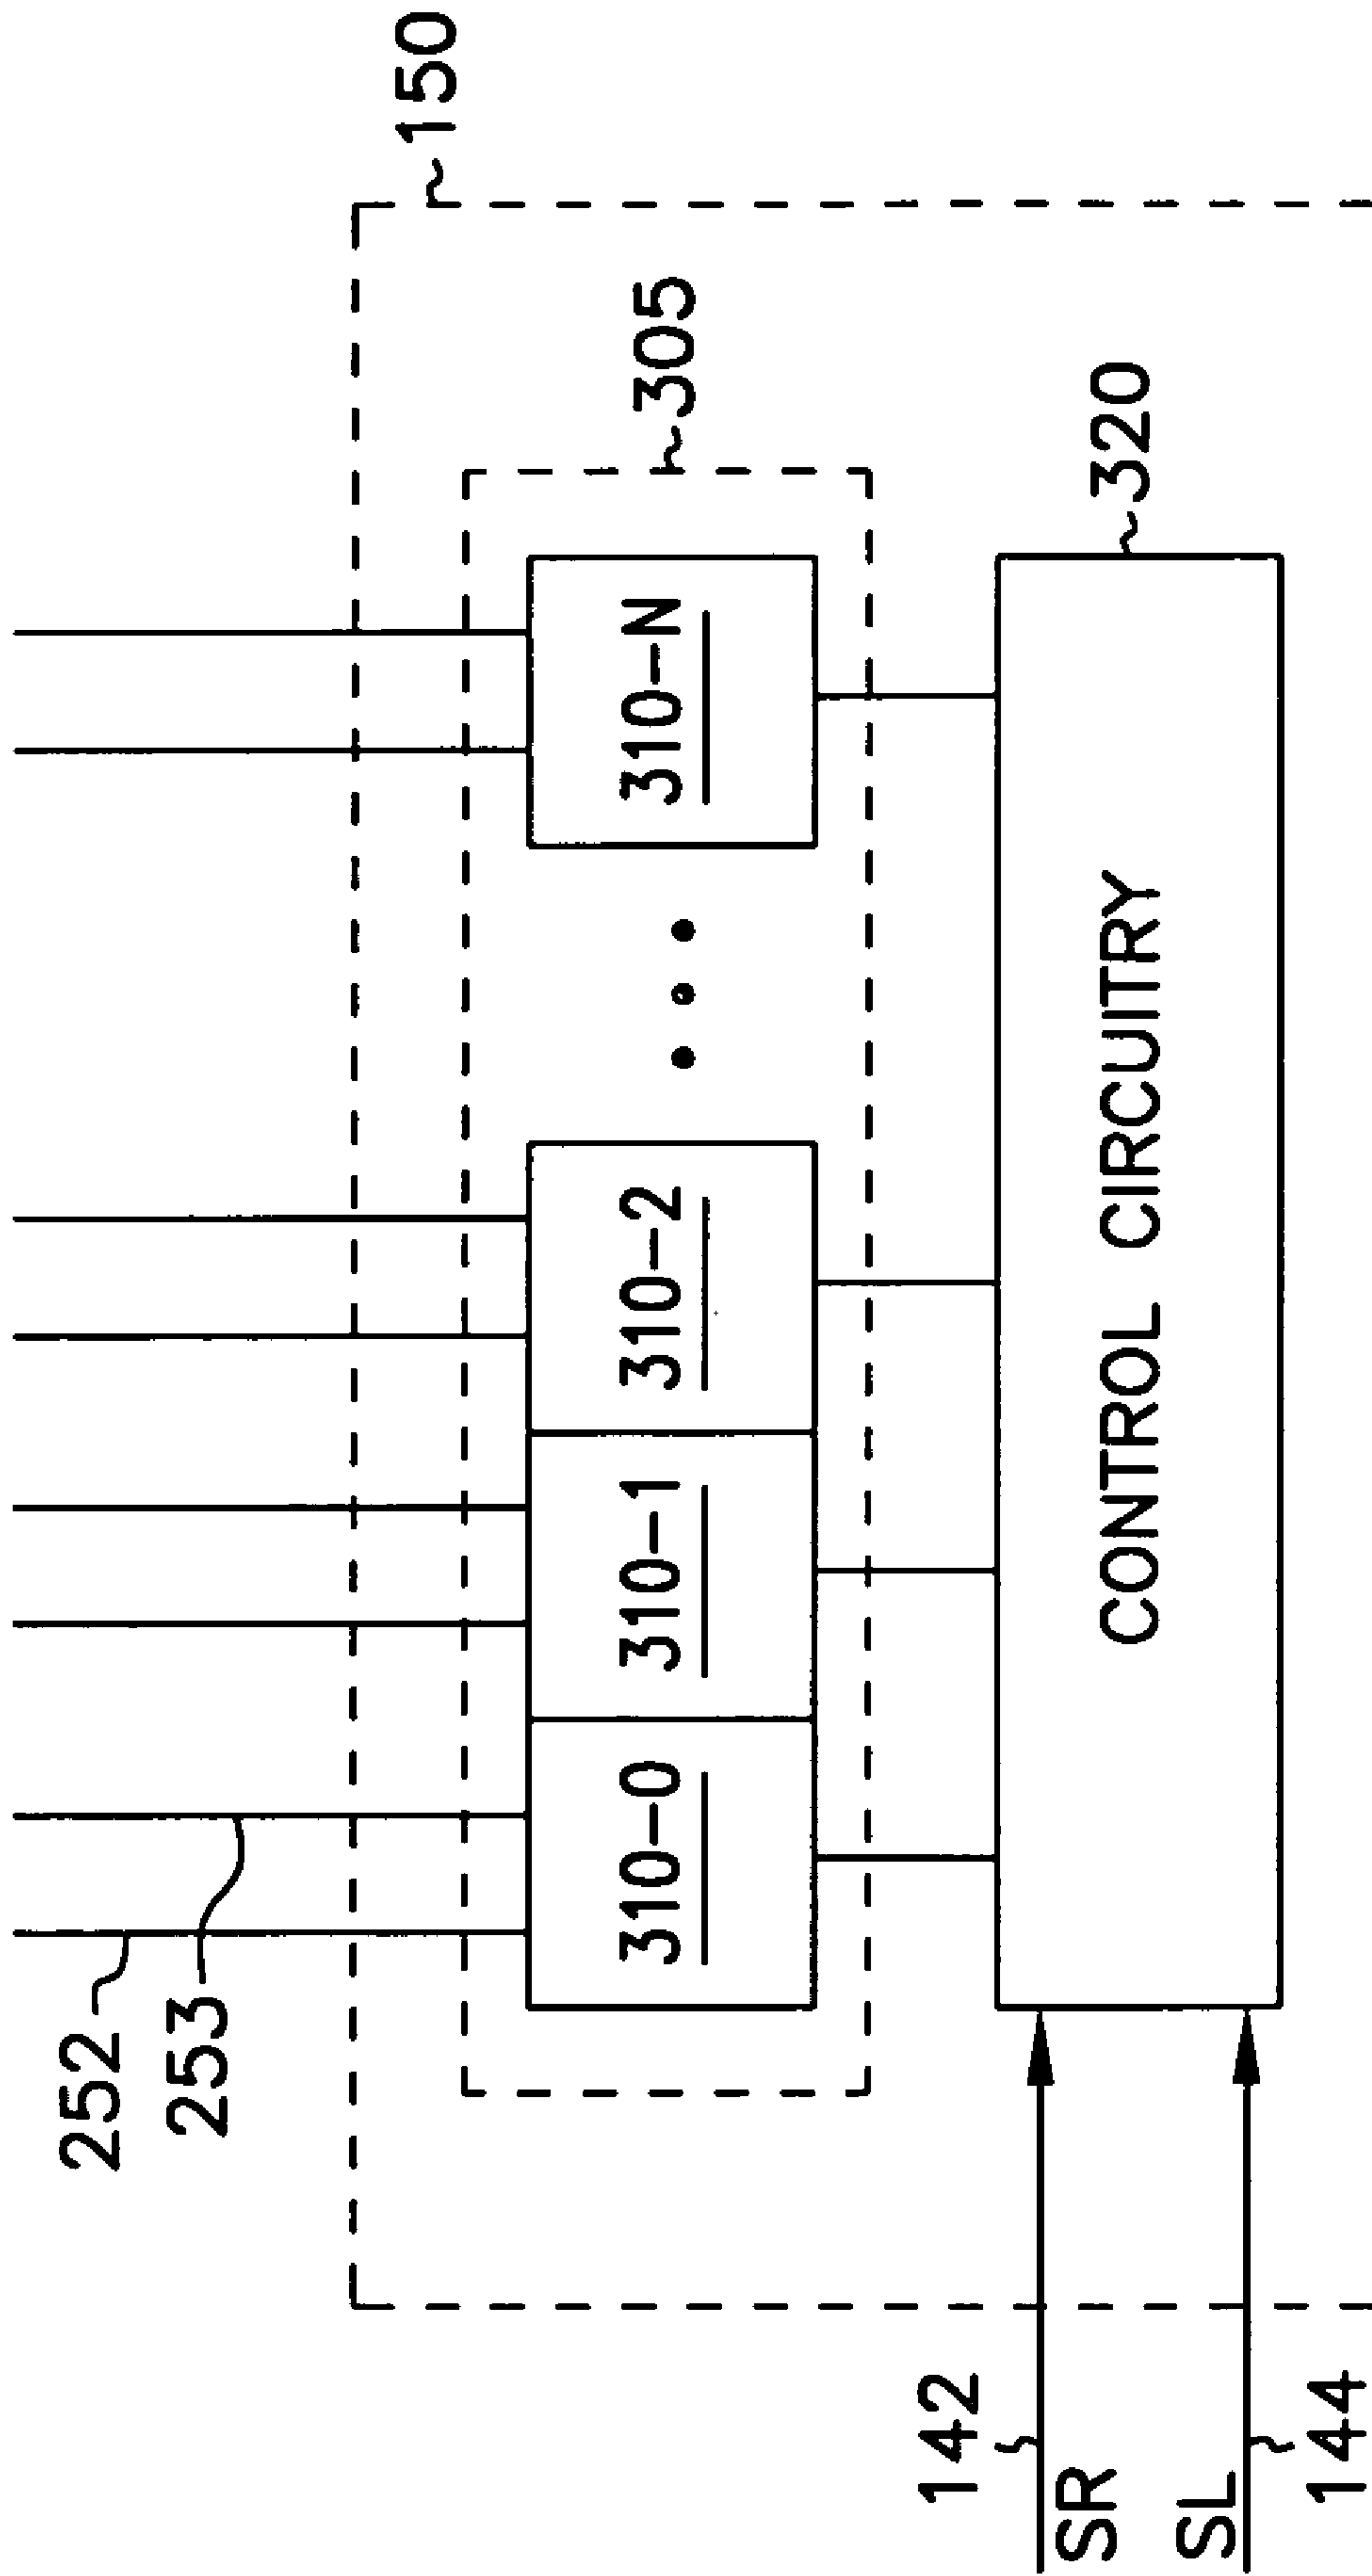 252
253
150
305
310-0
310-1
310-2
310-N
320
CONTROL CIRCUITRY
142
SR
SL
144